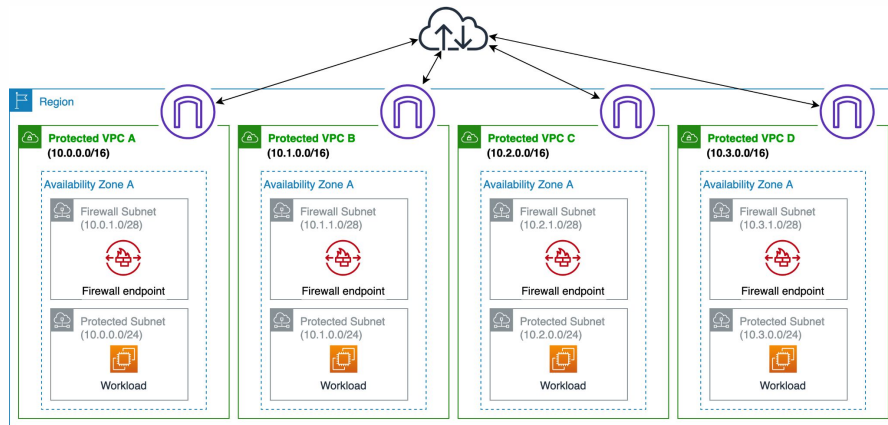 Region
Protected VPC A
(10.0.0.0/16)
Availability Zone A
Firewall Subnet
(10.0.1.0/28)
Firewall endpoint
Protected Subnet
(10.0.0.0/24)
Workload
Protected VPC B
(10.1.0.0/16)
Availability Zone A
Firewall Subnet
(10.1.1.0/28)
Firewall endpoint
Protected Subnet
(10.1.0.0/24)
Workload
Protected VPC C
(10.2.0.0/16)
Availability Zone A
Firewall Subnet
(10.2.1.0/28)
Firewall endpoint
Protected Subnet
(10.2.0.0/24)
Workload
Protected VPC D
(10.3.0.0/16)
Availability Zone A
Firewall Subnet
(10.3.1.0/28)
Firewall endpoint
Protected Subnet
(10.3.0.0/24)
Workload